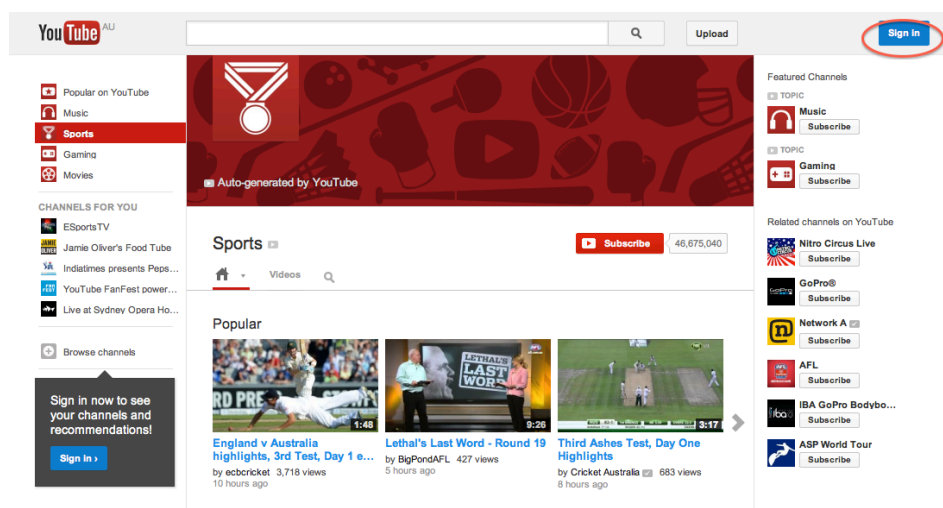 YouTube AU
Upload
Sign in
Popular on YouTube
Music
Sports
Gaming
Movies
CHANNELS FOR YOU
ESportsTV
Jamie Oliver's Food Tube
Indiatimes presents Peps...
YouTube FanFest power...
Live at Sydney Opera Ho...
Browse channels
Sign in now to see
your channels and
recommendations!
Sign in ›
Auto-generated by YouTube
Sports
Subscribe 46,675,040
Videos
Popular
1:48
England v Australia
highlights, 3rd Test, Day 1 e...
by ecbcricket 3,718 views
10 hours ago
LETHAL'S
LAST
WORD
9:26
Lethal's Last Word - Round 19
by BigPondAFL 427 views
5 hours ago
3:17
Third Ashes Test, Day One
Highlights
by Cricket Australia 683 views
8 hours ago
Featured Channels
TOPIC
Music
Subscribe
TOPIC
Gaming
Subscribe
Related channels on YouTube
Nitro Circus Live
Subscribe
GoPro®
Subscribe
Network A
Subscribe
AFL
Subscribe
IBA GoPro Bodybo...
Subscribe
ASP World Tour
Subscribe